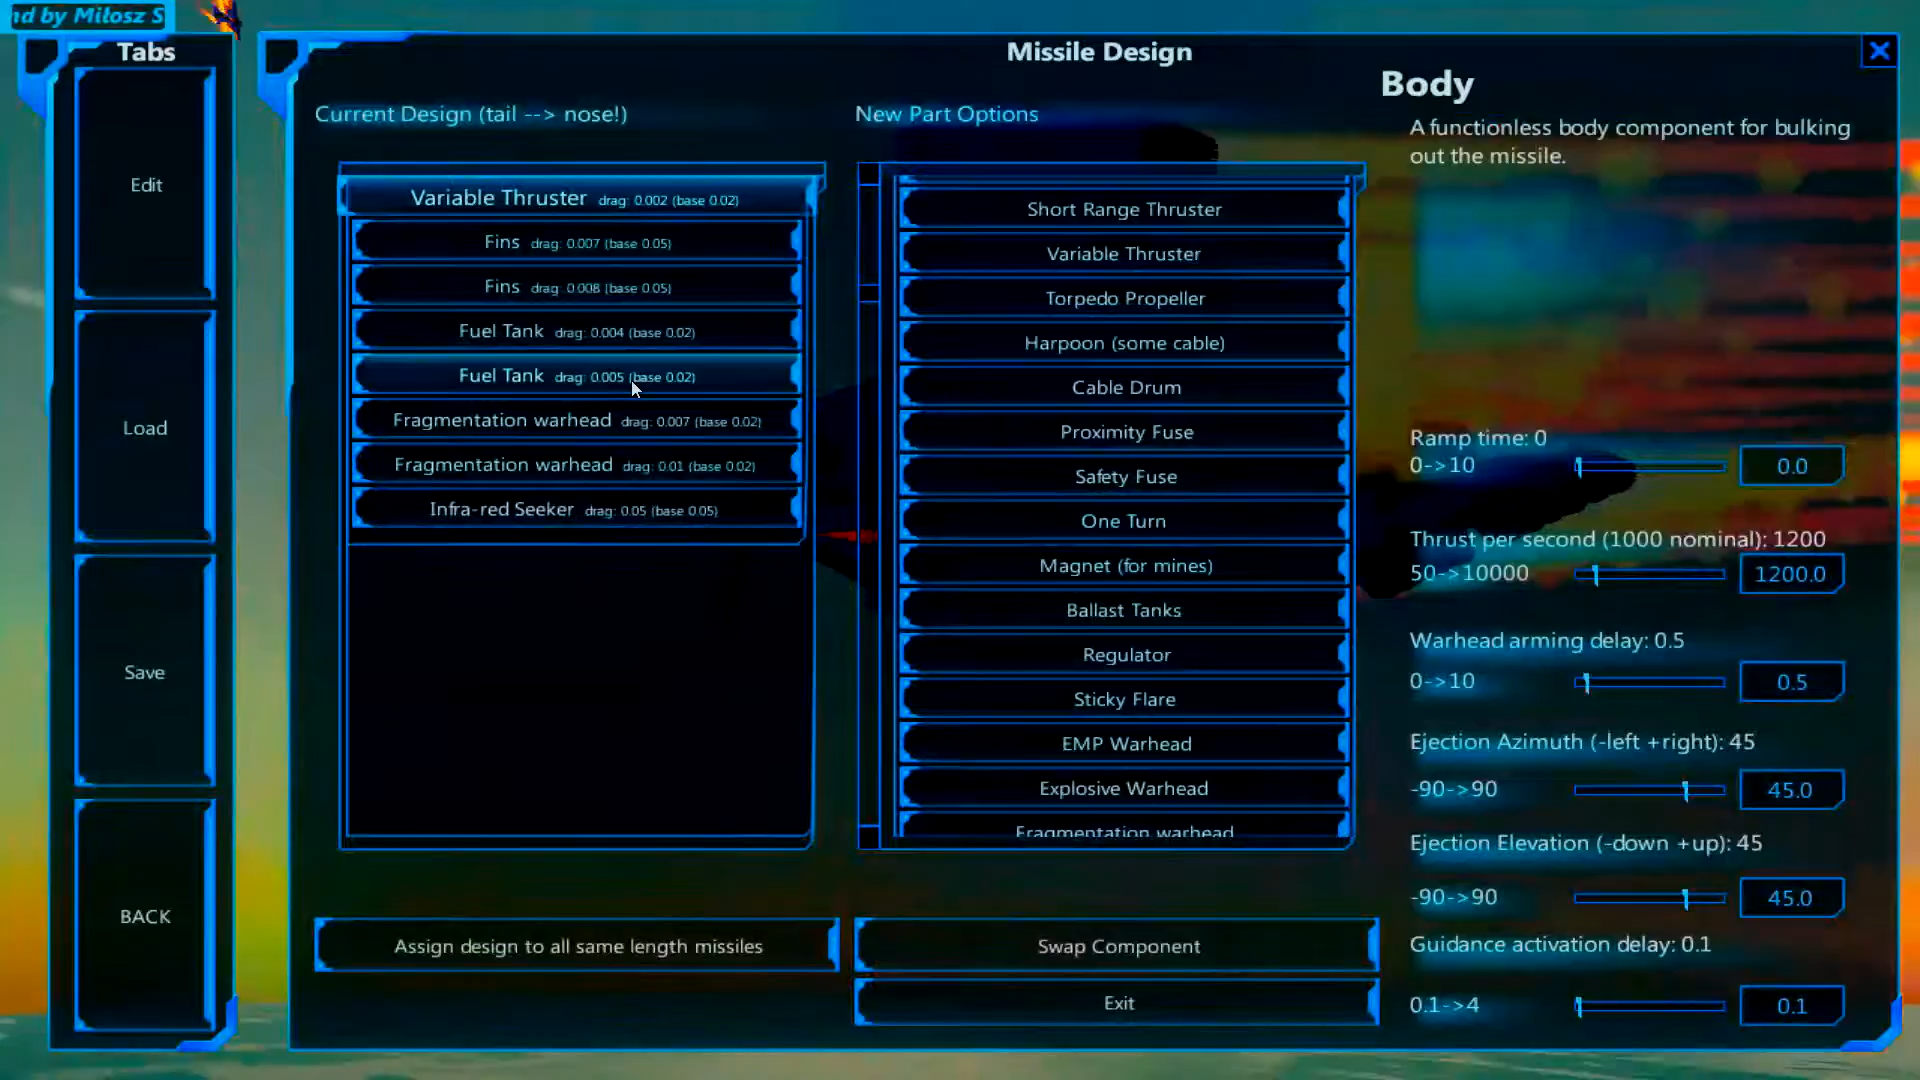 nd by Miłosz S
Tabs
Edit
Load
Save
BACK
Missile Design
Current Design (tail --> nose!)
Variable Thruster drag: 0.002 (base 0.02)
Fins drag: 0.007 (base 0.05)
Fins drag: 0.008 (base 0.05)
Fuel Tank drag: 0.004 (base 0.02)
Fuel Tank drag: 0.005 (base 0.02)
Fragmentation warhead drag: 0.007 (base 0.02)
Fragmentation warhead drag: 0.01 (base 0.02)
Infra-red Seeker drag: 0.05 (base 0.05)
Assign design to all same length missiles
New Part Options
Short Range Thruster
Variable Thruster
Torpedo Propeller
Harpoon (some cable)
Cable Drum
Proximity Fuse
Safety Fuse
One Turn
Magnet (for mines)
Ballast Tanks
Regulator
Sticky Flare
EMP Warhead
Explosive Warhead
Fragmentation warhead
Swap Component
Exit
Body
A functionless body component for bulking
out the missile.
Ramp time: 0
0->10 0.0
Thrust per second (1000 nominal): 1200
50->10000 1200.0
Warhead arming delay: 0.5
0->10 0.5
Ejection Azimuth (-left +right): 45
-90->90 45.0
Ejection Elevation (-down +up): 45
-90->90 45.0
Guidance activation delay: 0.1
0.1->4 0.1